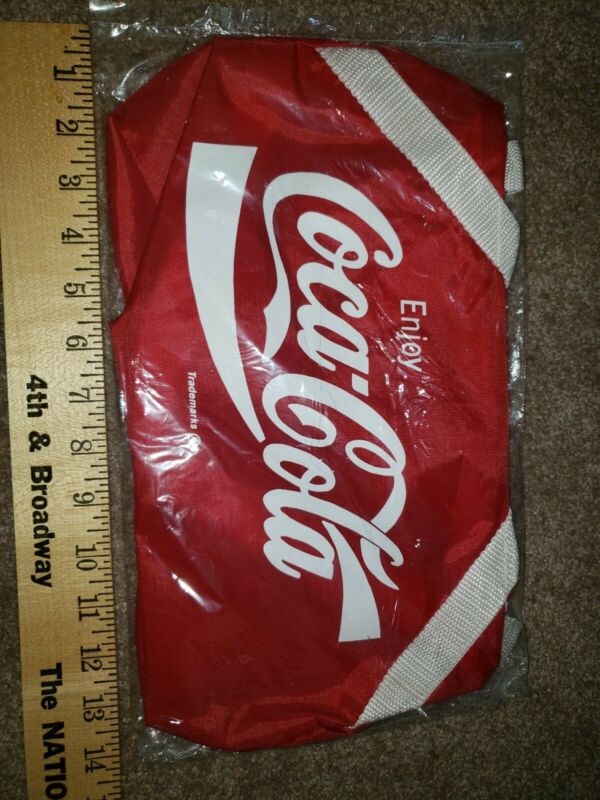 Enjoy
Coca-Cola
Trademarks ®
1 2 3 4 5 6 7 8 9 10 11 12 13 14
4th & Broadway
The NATIO